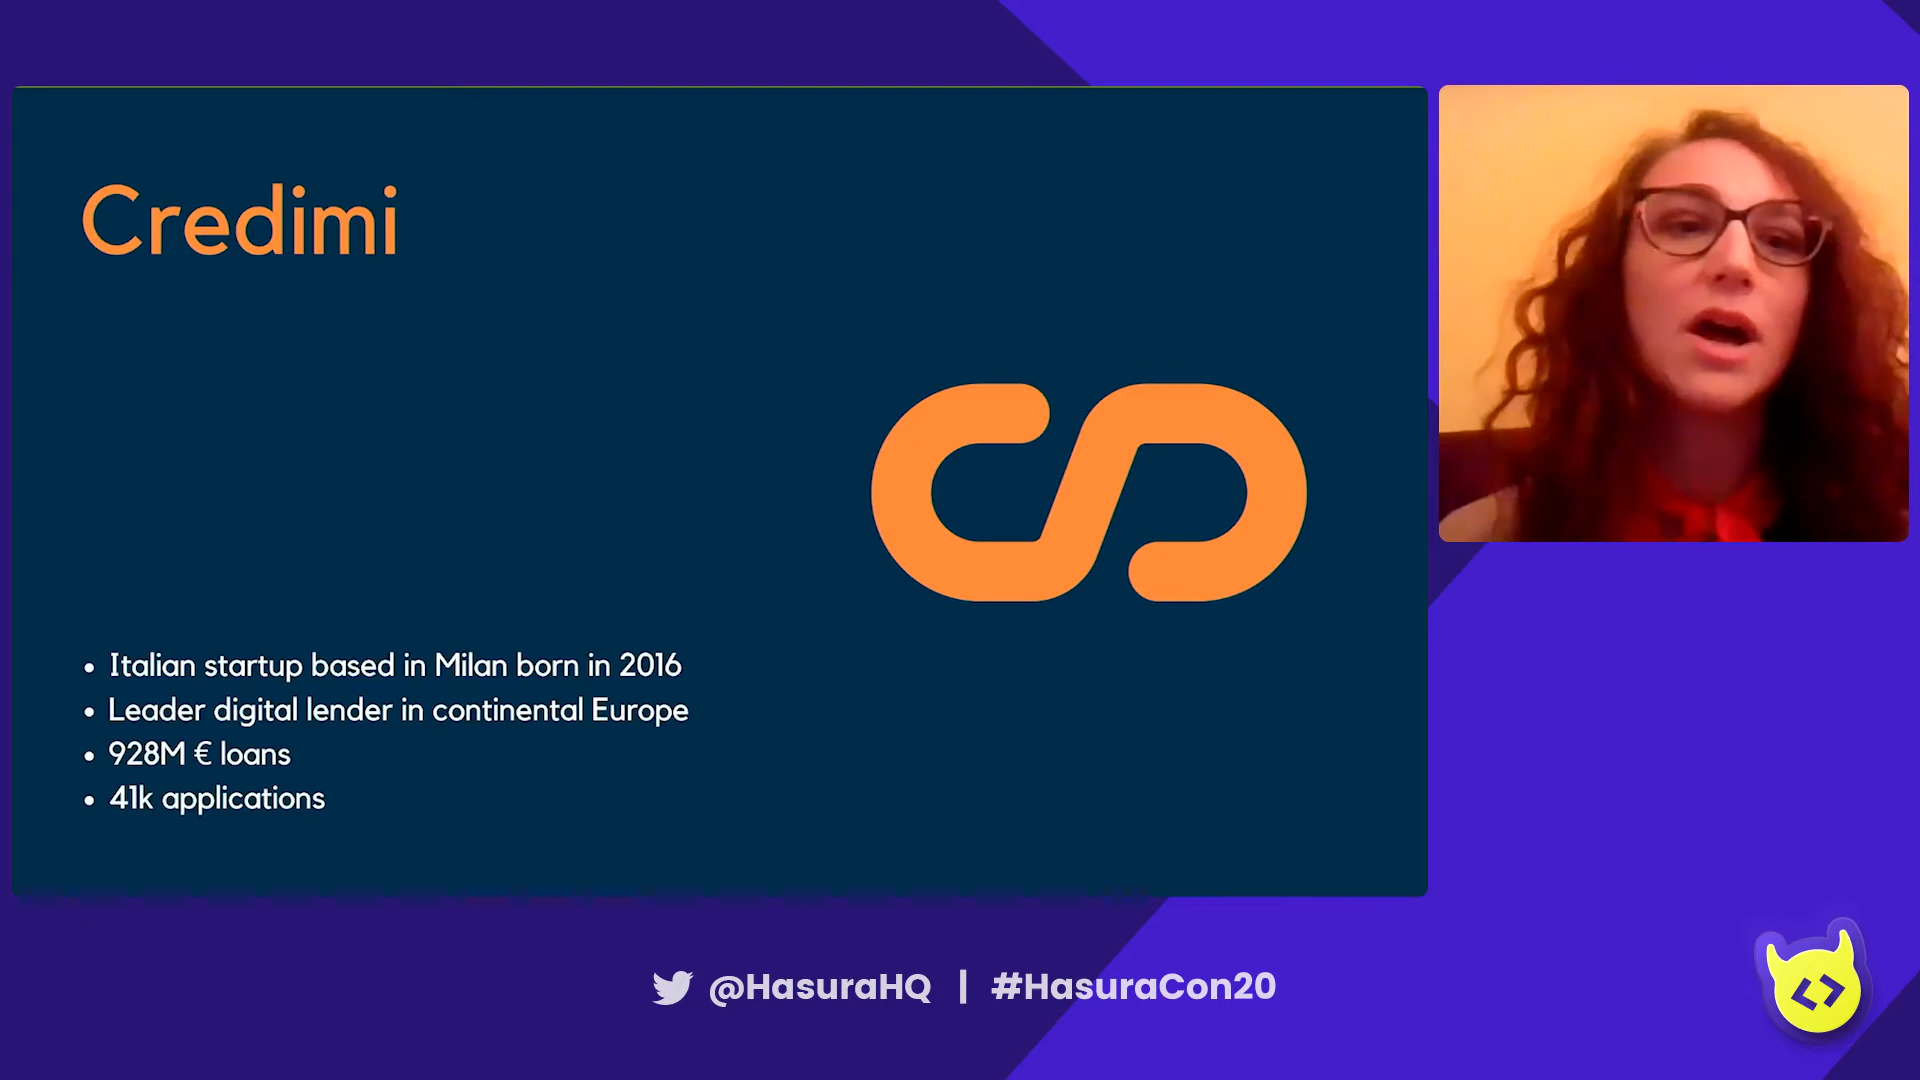 Credimi
• Italian startup based in Milan born in 2016
• Leader digital lender in continental Europe
• 928M € loans
• 41k applications
@HasuraHQ | #HasuraCon20